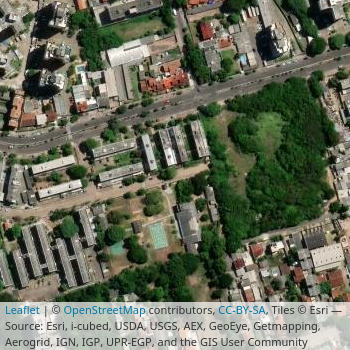 Leaflet | © OpenStreetMap contributors, CC-BY-SA, Tiles © Esri —
Source: Esri, i-cubed, USDA, USGS, AEX, GeoEye, Getmapping,
Aerogrid, IGN, IGP, UPR-EGP, and the GIS User Community